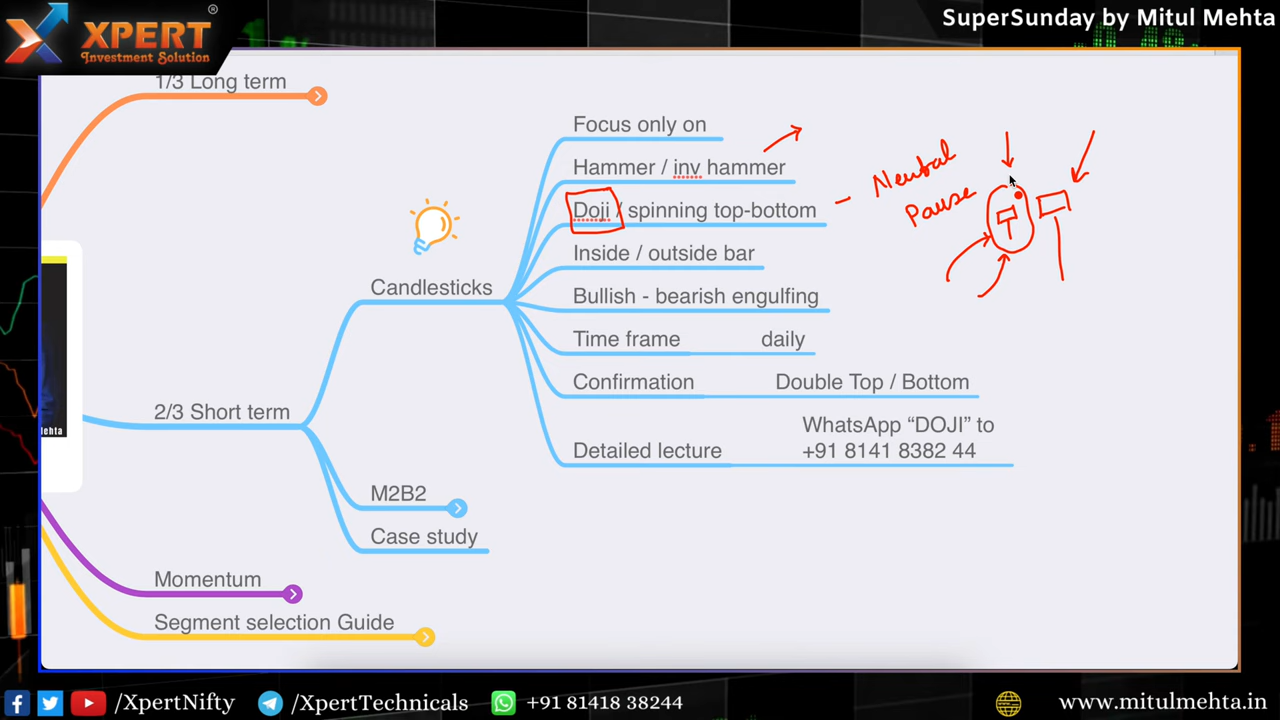 SuperSunday by Mitul Mehta
XPERT
Investment Solution
®
1/3 Long term
Focus only on
Hammer / inv hammer
Doji / spinning top-bottom
- Neutral
Pause
Inside / outside bar
Candlesticks
Bullish - bearish engulfing
Time frame daily
Confirmation Double Top / Bottom
2/3 Short term
WhatsApp “DOJI” to
Detailed lecture
+91 8141 8382 44
ehta
M2B2
Case study
Momentum
Segment selection Guide
/XpertNifty
/XpertTechnicals
+91 81418 38244
www.mitulmehta.in